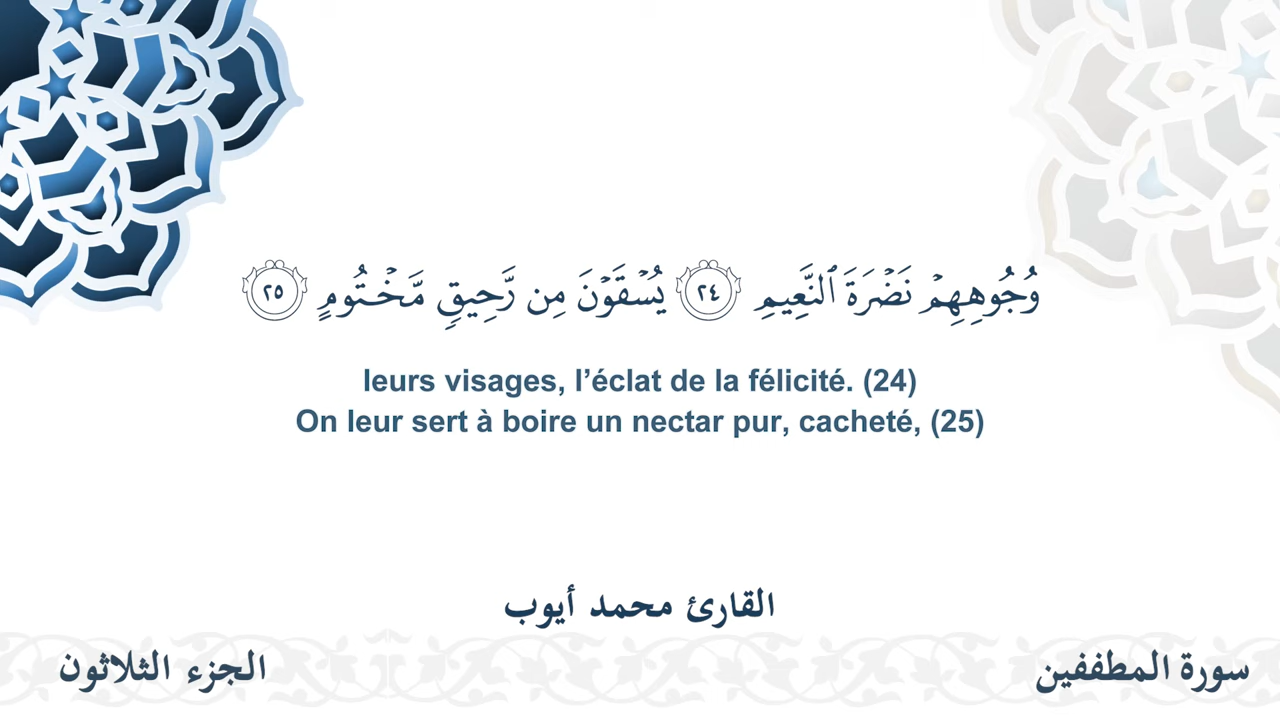 وُجُوهِهِمۡ نَضۡرَةَ ٱلنَّعِيمِ ٢٤ يُسۡقَوۡنَ مِن رَّحِيقٖ مَّخۡتُومٍ ٢٥
leurs visages, l’éclat de la félicité. (24)
On leur sert à boire un nectar pur, cacheté, (25)
القارئ محمد أيوب
سورة المطففين
الجزء الثلاثون